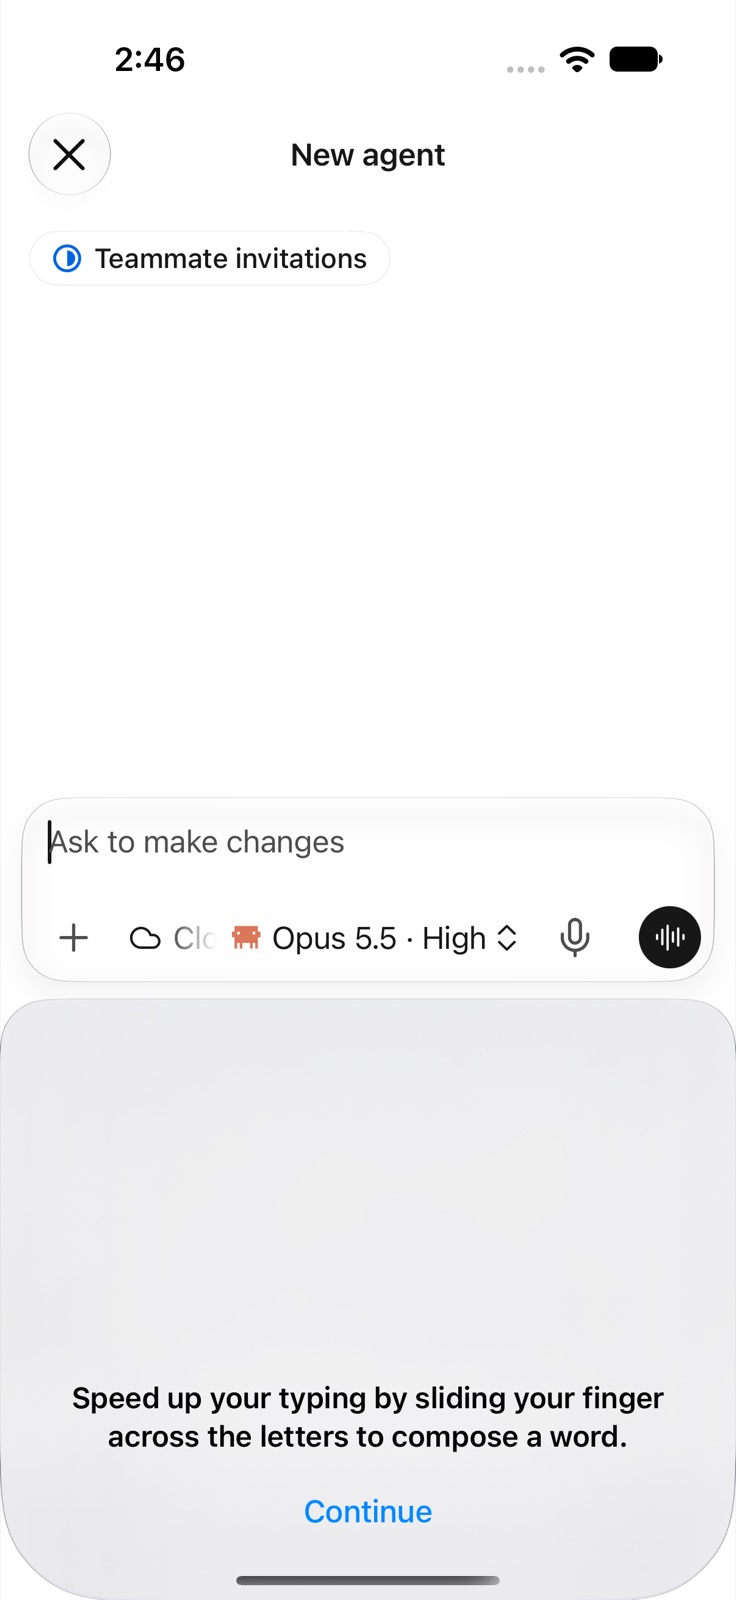 2:46
New agent
Teammate invitations
Ask to make changes
Opus 5.5 · High
Speed up your typing by sliding your finger
across the letters to compose a word.
Continue